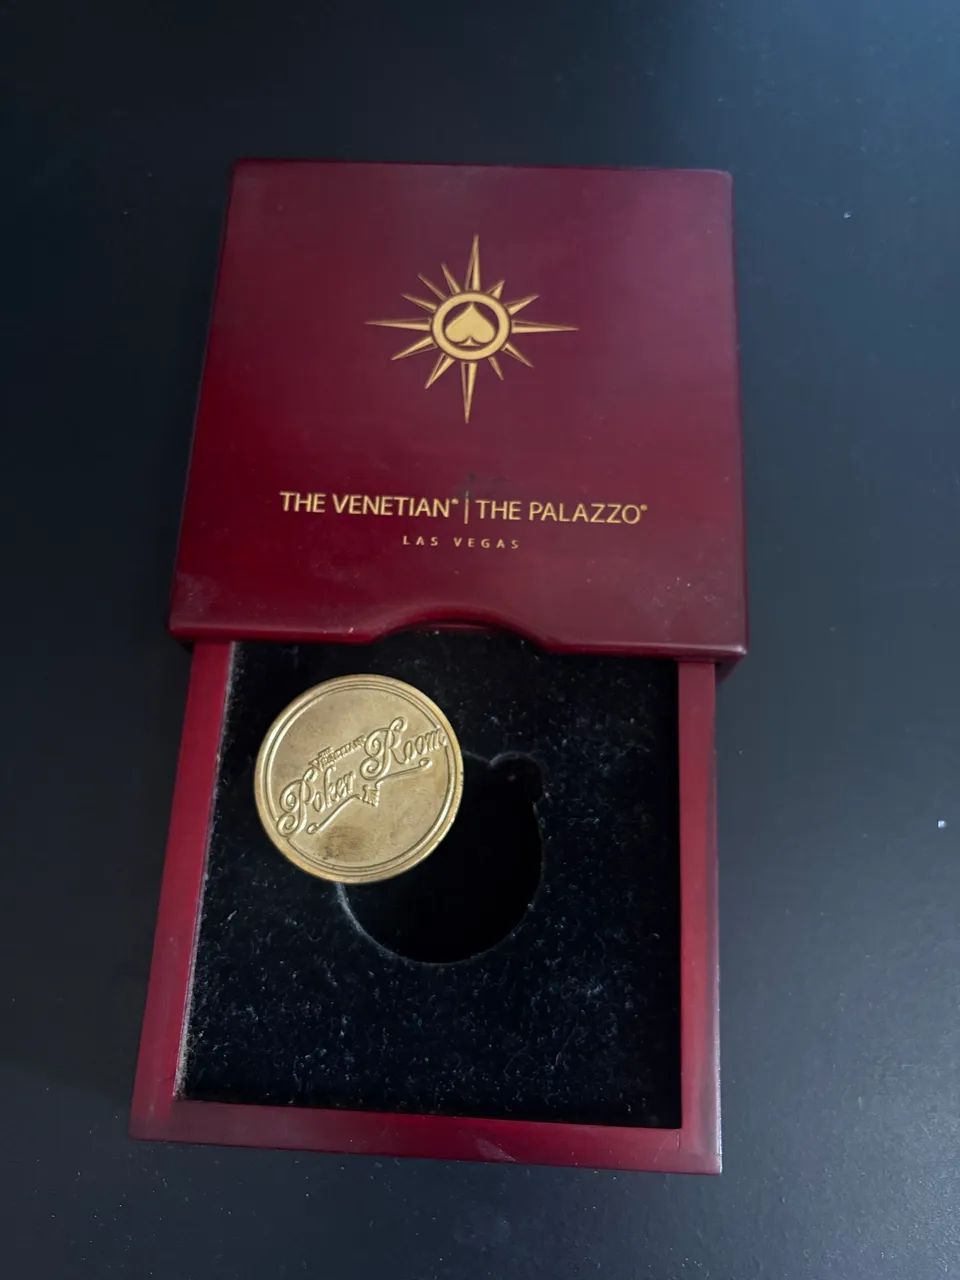 THE VENETIAN® | THE PALAZZO®
LAS VEGAS
THE VENETIAN
Poker Room